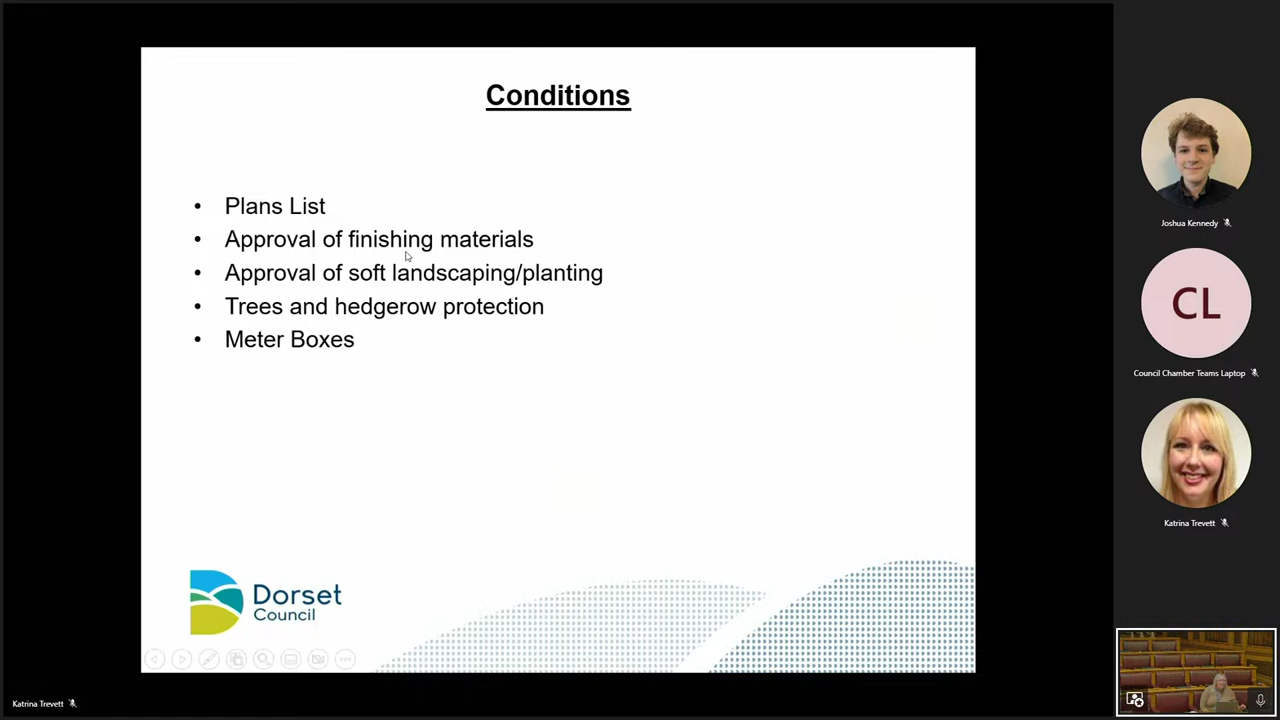 Conditions
• Plans List
• Approval of finishing materials
• Approval of soft landscaping/planting
• Trees and hedgerow protection
• Meter Boxes
Dorset
Council
Joshua Kennedy
CL
Council Chamber Teams Laptop
Katrina Trevett
Katrina Trevett